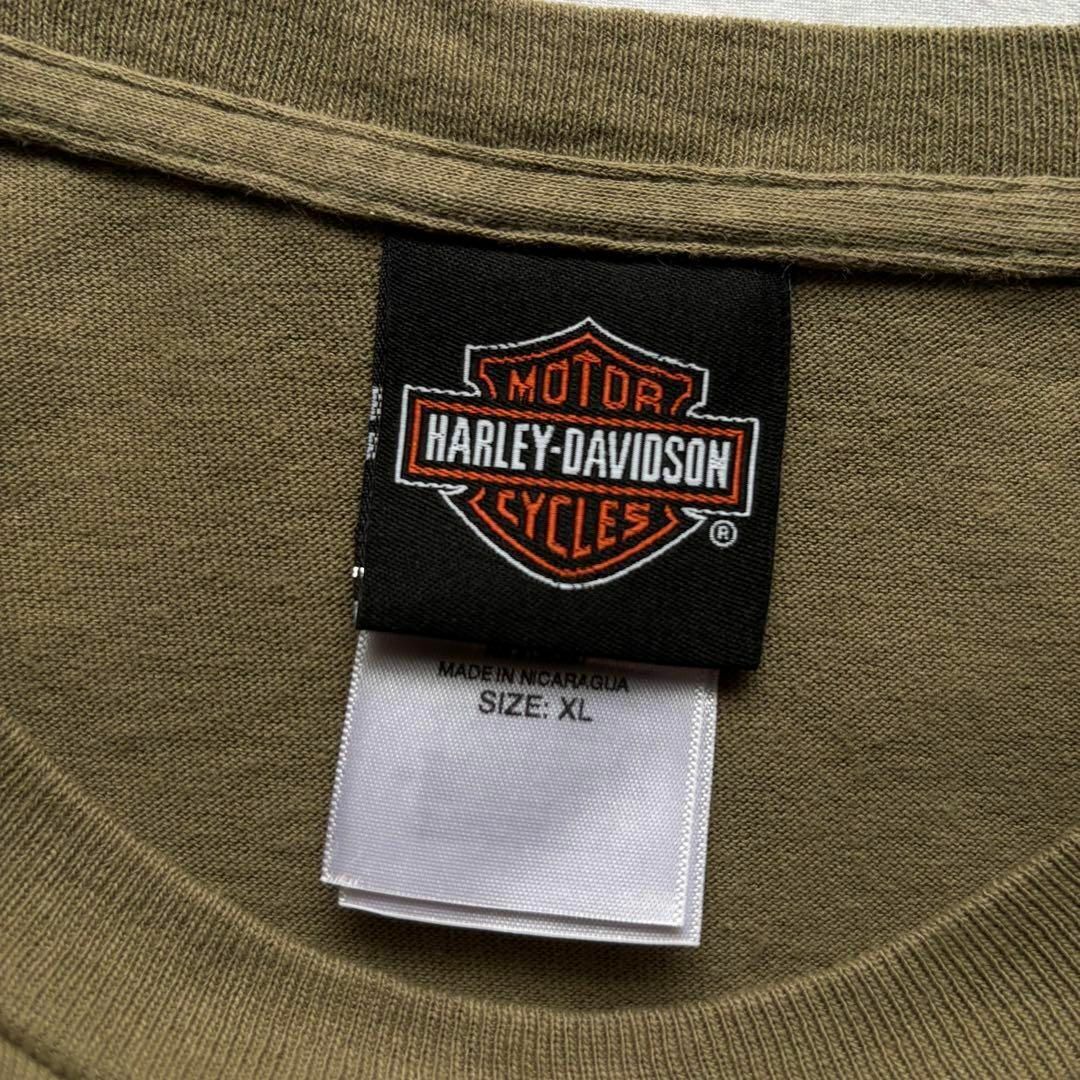 MOTOR
HARLEY-DAVIDSON
CYCLES
®
MADE IN NICARAGUA
SIZE: XL